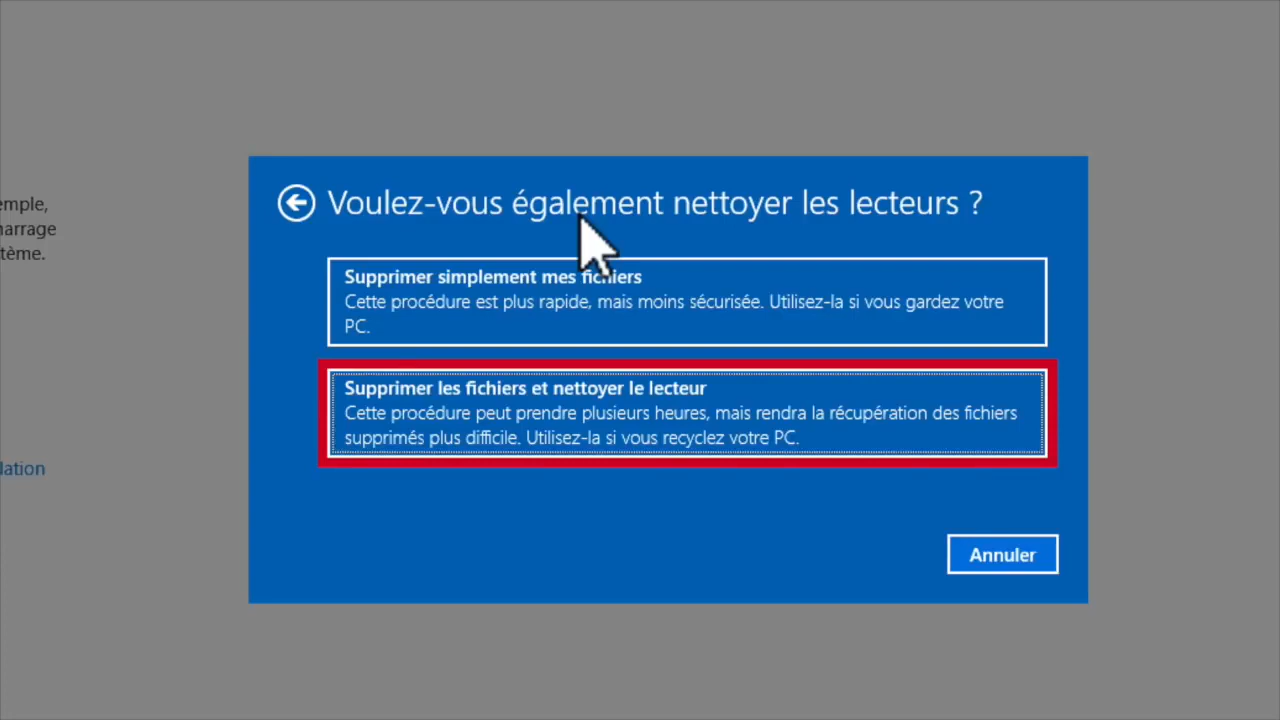 emple,
narrage
tème.
lation
Voulez-vous également nettoyer les lecteurs ?
Supprimer simplement mes fichiers
Cette procédure est plus rapide, mais moins sécurisée. Utilisez-la si vous gardez votre
PC.
Supprimer les fichiers et nettoyer le lecteur
Cette procédure peut prendre plusieurs heures, mais rendra la récupération des fichiers
supprimés plus difficile. Utilisez-la si vous recyclez votre PC.
Annuler